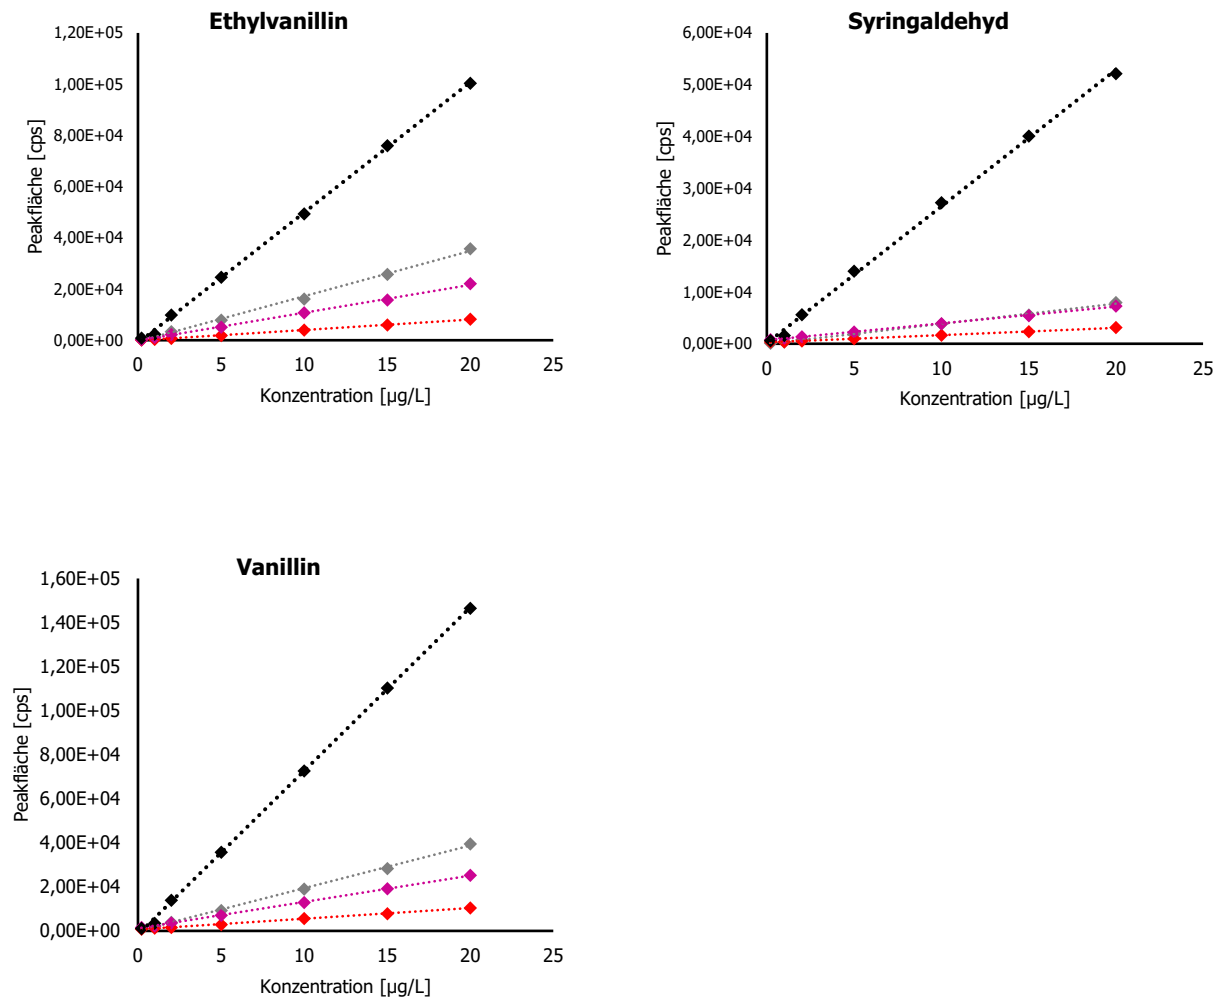 Ethylvanillin
1,20E+05
1,00E+05
8,00E+04
6,00E+04
4,00E+04
2,00E+04
0,00E+00
Peakfläche [cps]
0 5 10 15 20 25
Konzentration [µg/L]
Syringaldehyd
6,00E+04
5,00E+04
4,00E+04
3,00E+04
2,00E+04
1,00E+04
0,00E+00
Peakfläche [cps]
0 5 10 15 20 25
Konzentration [µg/L]
Vanillin
1,60E+05
1,40E+05
1,20E+05
1,00E+05
8,00E+04
6,00E+04
4,00E+04
2,00E+04
0,00E+00
Peakfläche [cps]
0 5 10 15 20 25
Konzentration [µg/L]